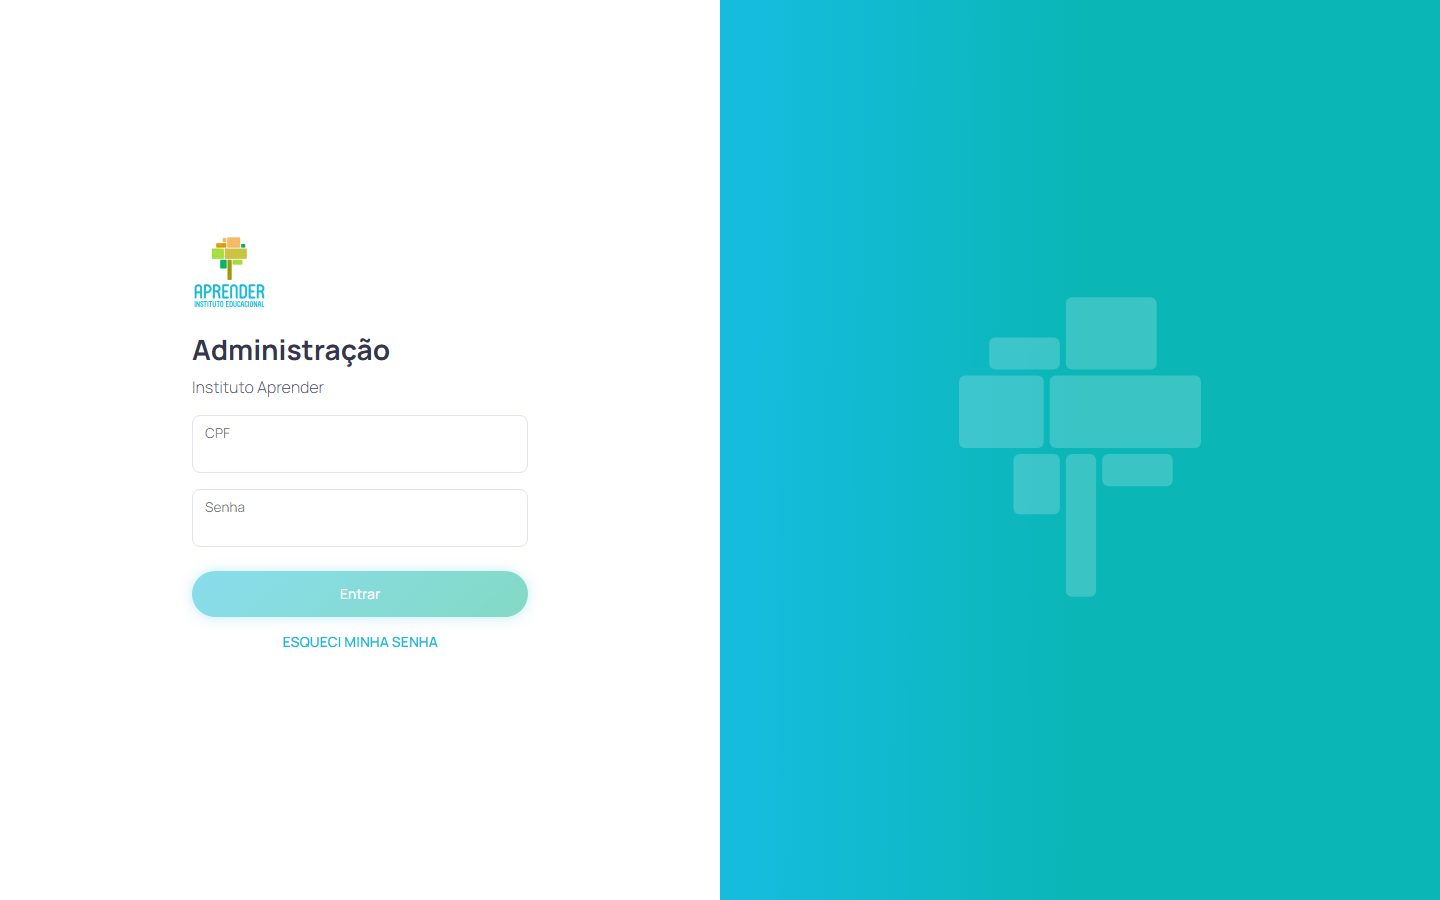 APRENDER
INSTITUTO EDUCACIONAL
Administração
Instituto Aprender
CPF
Senha
Entrar
ESQUECI MINHA SENHA